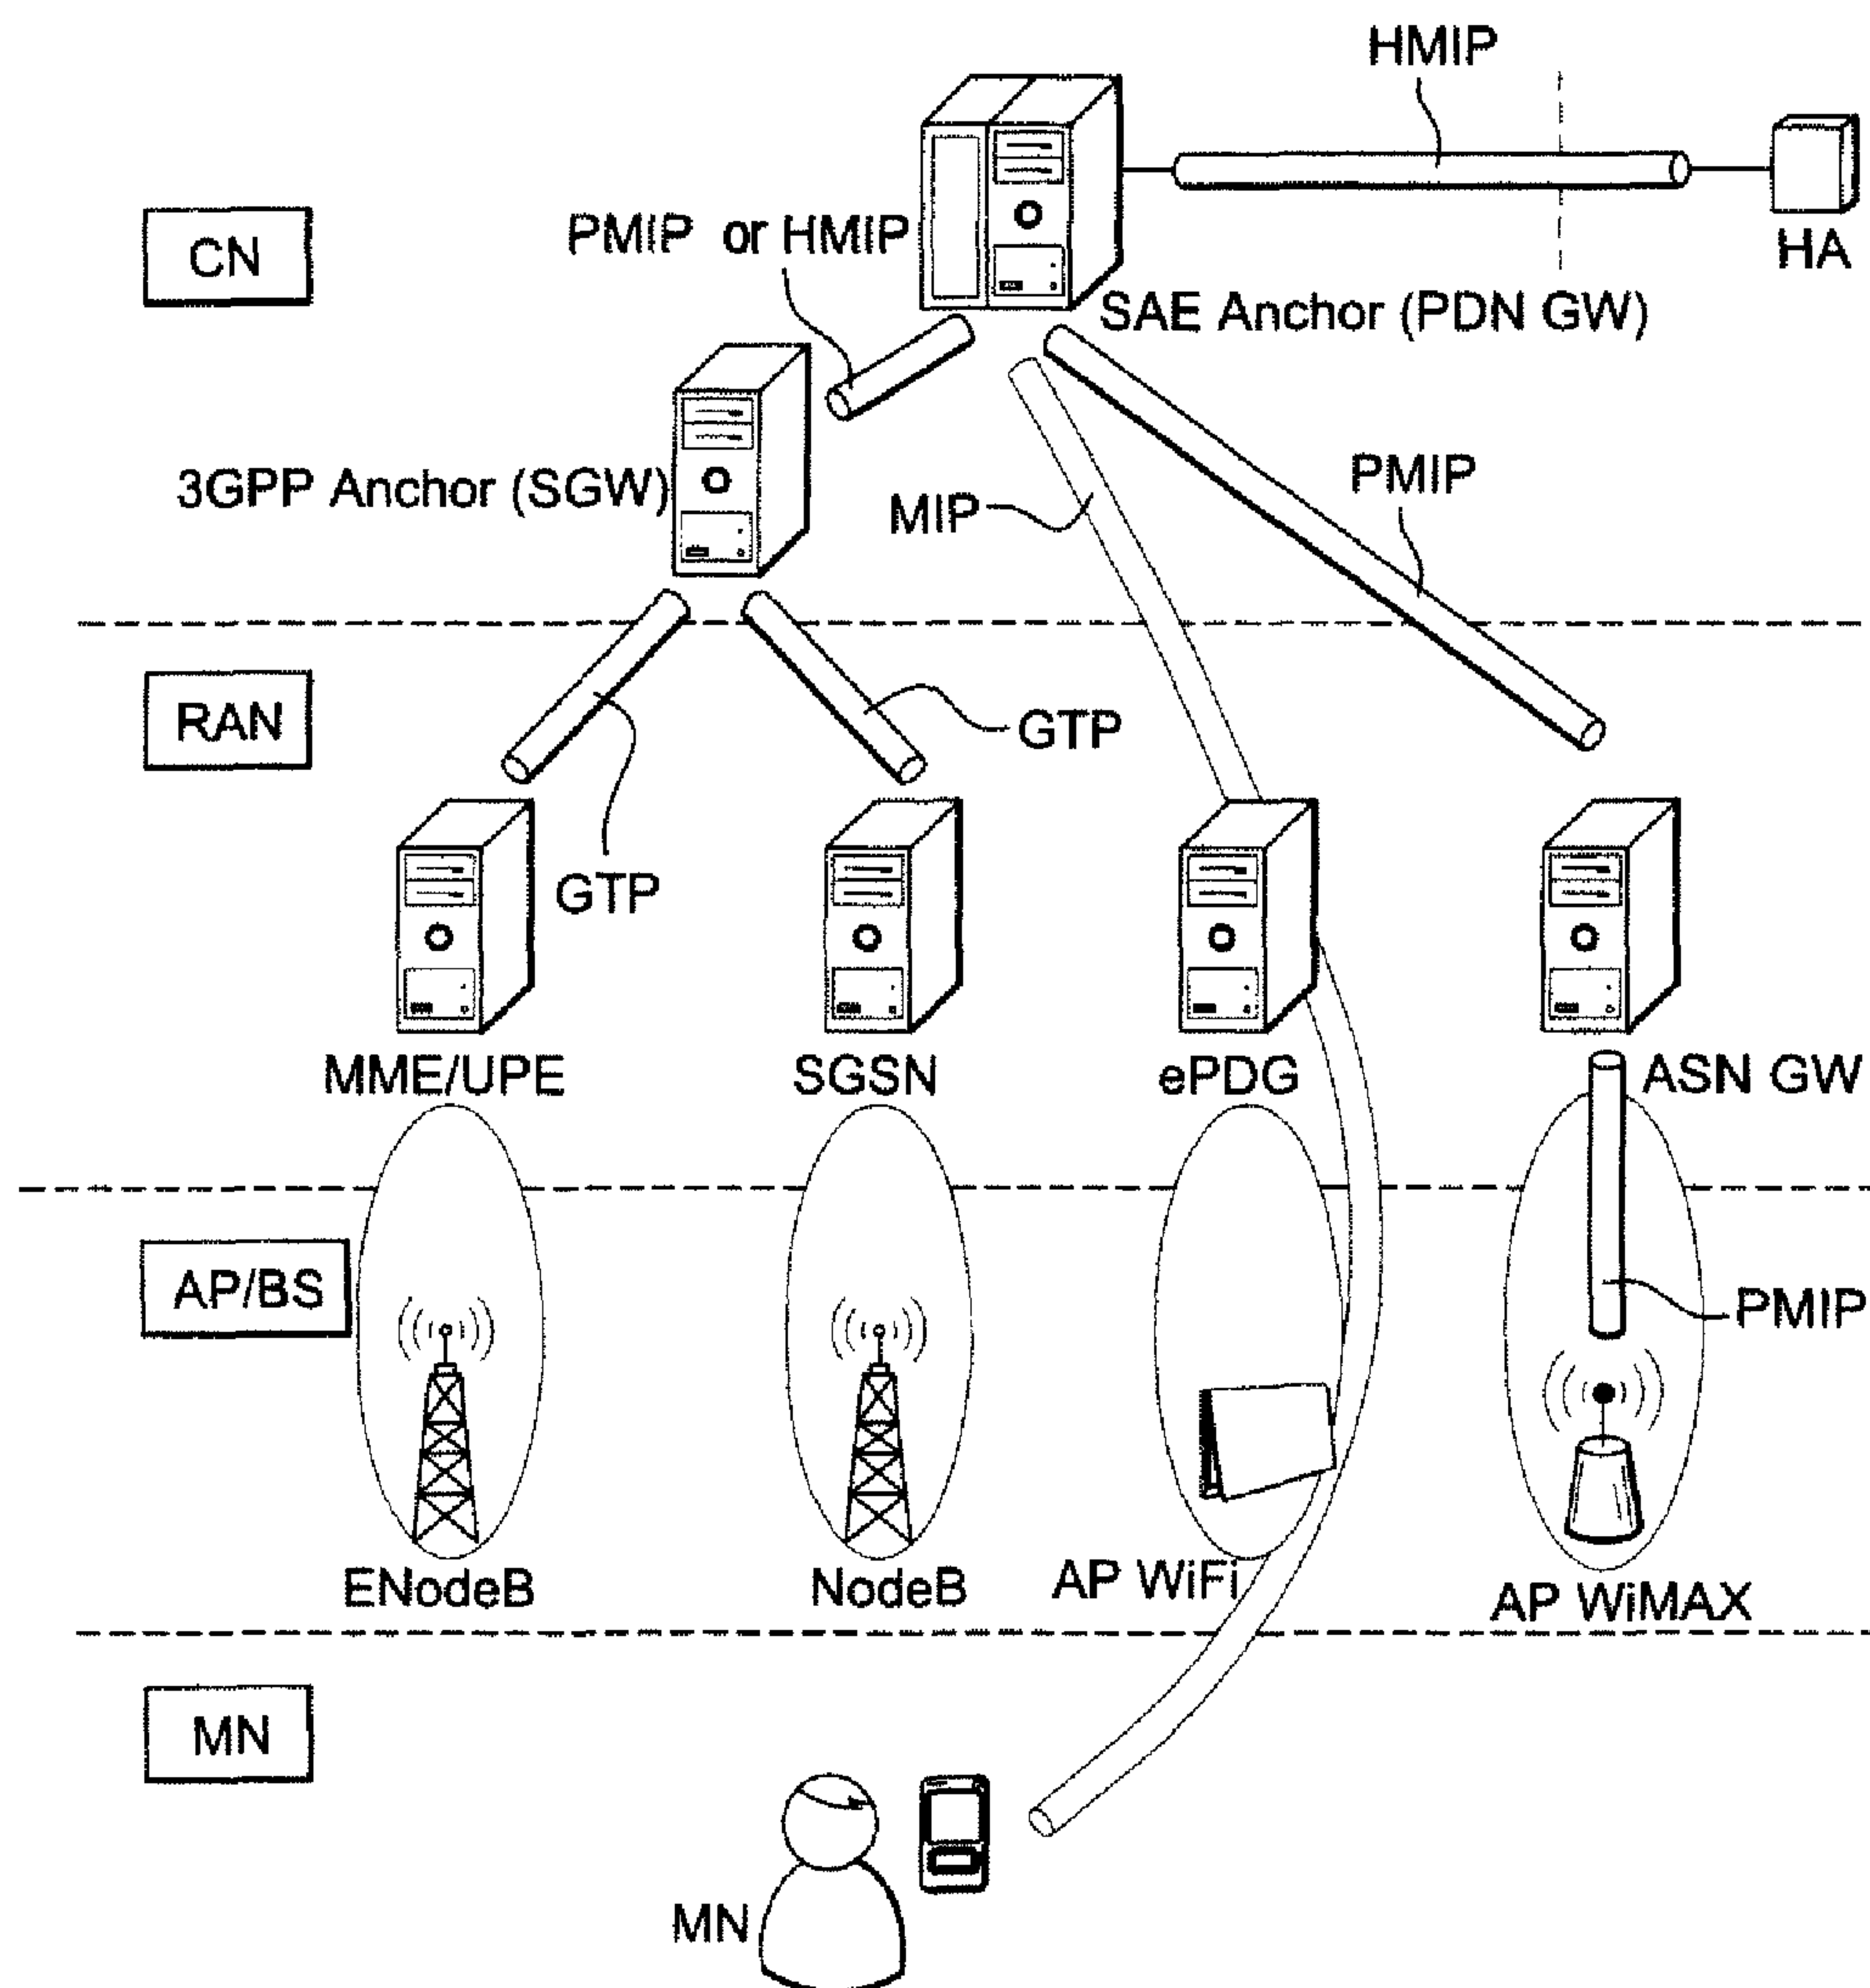 HMIP
CN
PMIP or HMIP
HA
SAE Anchor (PDN GW)
3GPP Anchor (SGW)
MIP
PMIP
RAN
GTP
GTP
MME/UPE
SGSN
ePDG
ASN GW
AP/BS
PMIP
ENodeB
NodeB
AP WiFi
AP WiMAX
MN
MN